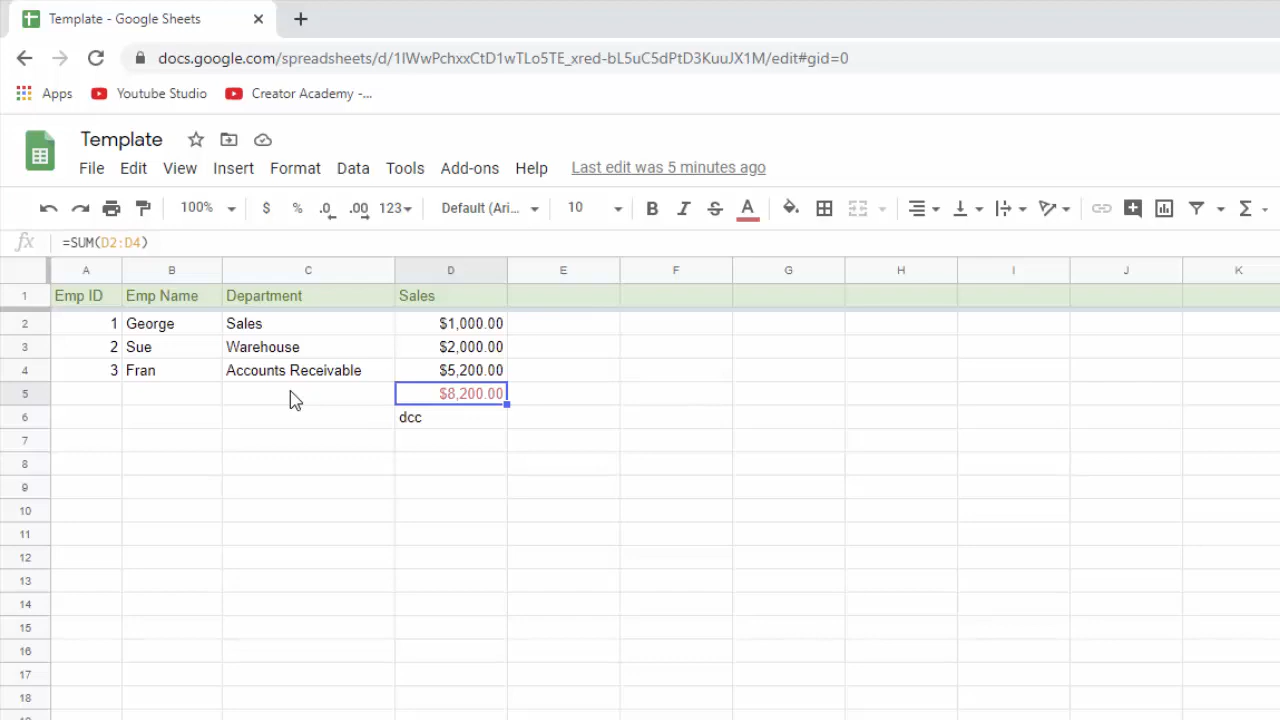 Template - Google Sheets
docs.google.com/spreadsheets/d/1IWwPchxxCtD1wTLo5TE_xred-bL5uC5dPtD3KuuJX1M/edit#gid=0
Apps Youtube Studio Creator Academy -...
Template
File Edit View Insert Format Data Tools Add-ons Help Last edit was 5 minutes ago
100% $ % .0 .00 123 Default (Ari... 10 B I S A Σ
fx =SUM(D2:D4)
A B C D E F G H I J K
1 Emp ID Emp Name Department Sales
2 1 George Sales $1,000.00
3 2 Sue Warehouse $2,000.00
4 3 Fran Accounts Receivable $5,200.00
5 $8,200.00
6 dcc
7
8
9
10
11
12
13
14
15
16
17
18